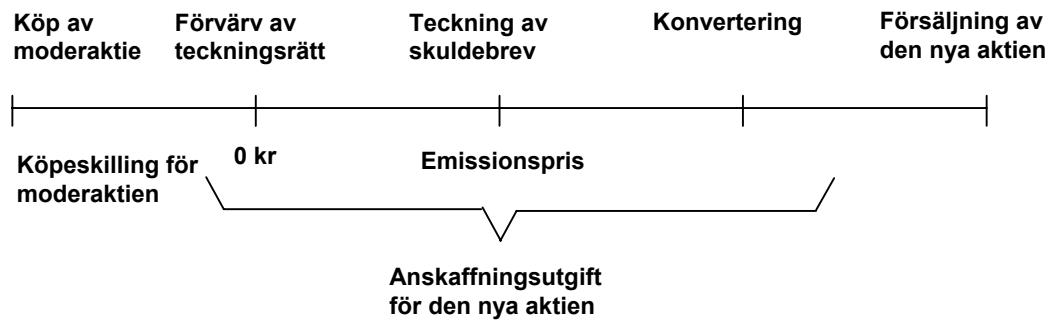 Köp av
moderaktie
Förvärv av
teckningsrätt
Teckning av
skuldebrev
Konvertering
Försäljning av
den nya aktien
Köpeskilling för
moderaktien
0 kr
Emissionspris
Anskaffningsutgift
för den nya aktien